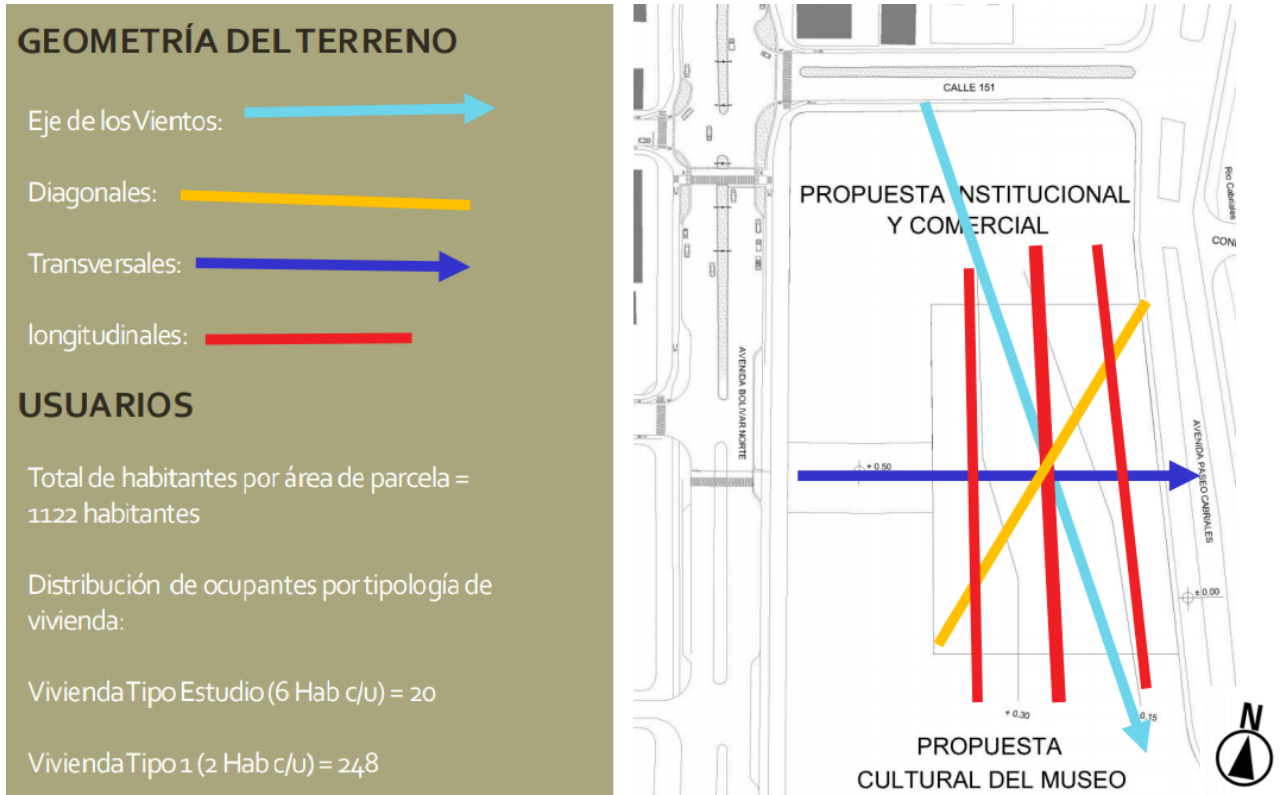 GEOMETRÍA DEL TERRENO
Eje de los Vientos:
Diagonales:
Transversales:
longitudinales:
USUARIOS
Total de habitantes por área de parcela =
1122 habitantes
Distribución de ocupantes por tipología de
vivienda:
Vivienda Tipo Estudio (6 Hab c/u) = 20
Vivienda Tipo 1 (2 Hab c/u) = 248
CALLE 151
PROPUESTA INSTITUCIONAL
Y COMERCIAL
Rio Cabriales
CON
AVENIDA BOLIVAR NORTE
AVENIDA PASEO CABRIALES
+ 0.50
± 0.00
+ 0.30
0.15
PROPUESTA
CULTURAL DEL MUSEO
N